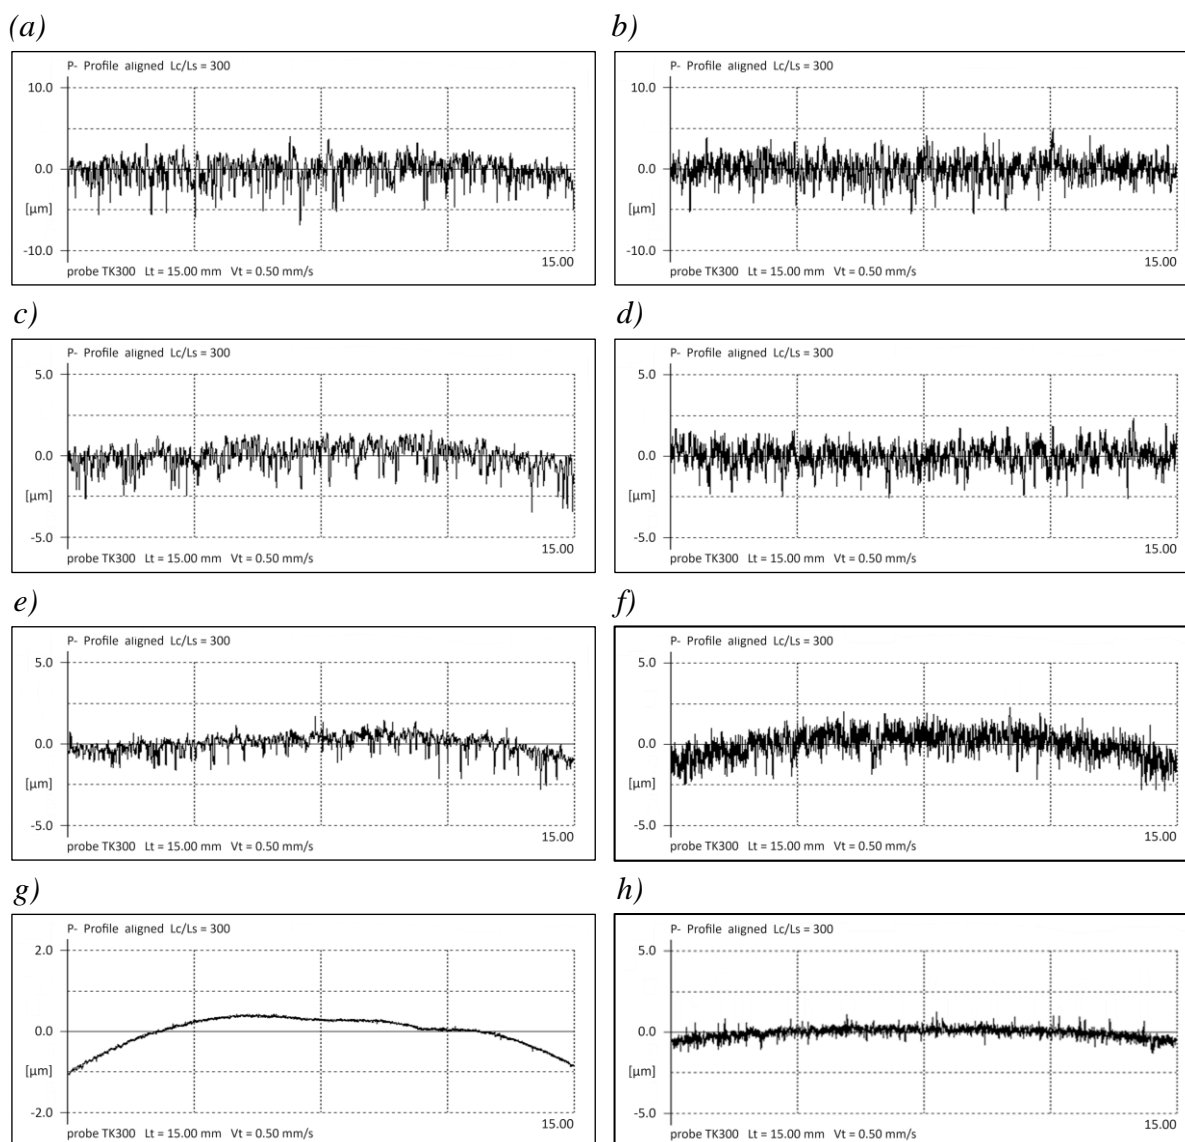 (a)
P- Profile aligned Lc/Ls = 300
10.0
0.0
[µm]
-10.0
15.00
probe TK300 Lt = 15.00 mm Vt = 0.50 mm/s
b)
P- Profile aligned Lc/Ls = 300
10.0
0.0
[µm]
-10.0
15.00
probe TK300 Lt = 15.00 mm Vt = 0.50 mm/s
c)
P- Profile aligned Lc/Ls = 300
5.0
0.0
[µm]
-5.0
15.00
probe TK300 Lt = 15.00 mm Vt = 0.50 mm/s
d)
P- Profile aligned Lc/Ls = 300
5.0
0.0
[µm]
-5.0
15.00
probe TK300 Lt = 15.00 mm Vt = 0.50 mm/s
e)
P- Profile aligned Lc/Ls = 300
5.0
0.0
[µm]
-5.0
15.00
probe TK300 Lt = 15.00 mm Vt = 0.50 mm/s
f)
P- Profile aligned Lc/Ls = 300
5.0
0.0
[µm]
-5.0
15.00
probe TK300 Lt = 15.00 mm Vt = 0.50 mm/s
g)
P- Profile aligned Lc/Ls = 300
2.0
0.0
[µm]
-2.0
15.00
probe TK300 Lt = 15.00 mm Vt = 0.50 mm/s
h)
P- Profile aligned Lc/Ls = 300
5.0
0.0
[µm]
-5.0
15.00
probe TK300 Lt = 15.00 mm Vt = 0.50 mm/s